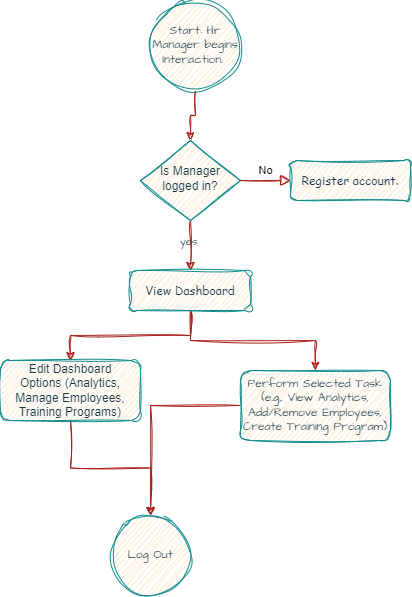 Start. Hr
Manager begins
Interaction.
Is Manager
logged in?
No
Register account.
yes
View Dashboard
Edit Dashboard
Options (Analytics,
Manage Employees,
Training Programs)
Perform Selected Task
(e.g., View Analytics,
Add/Remove Employees,
Create Training Program)
Log Out